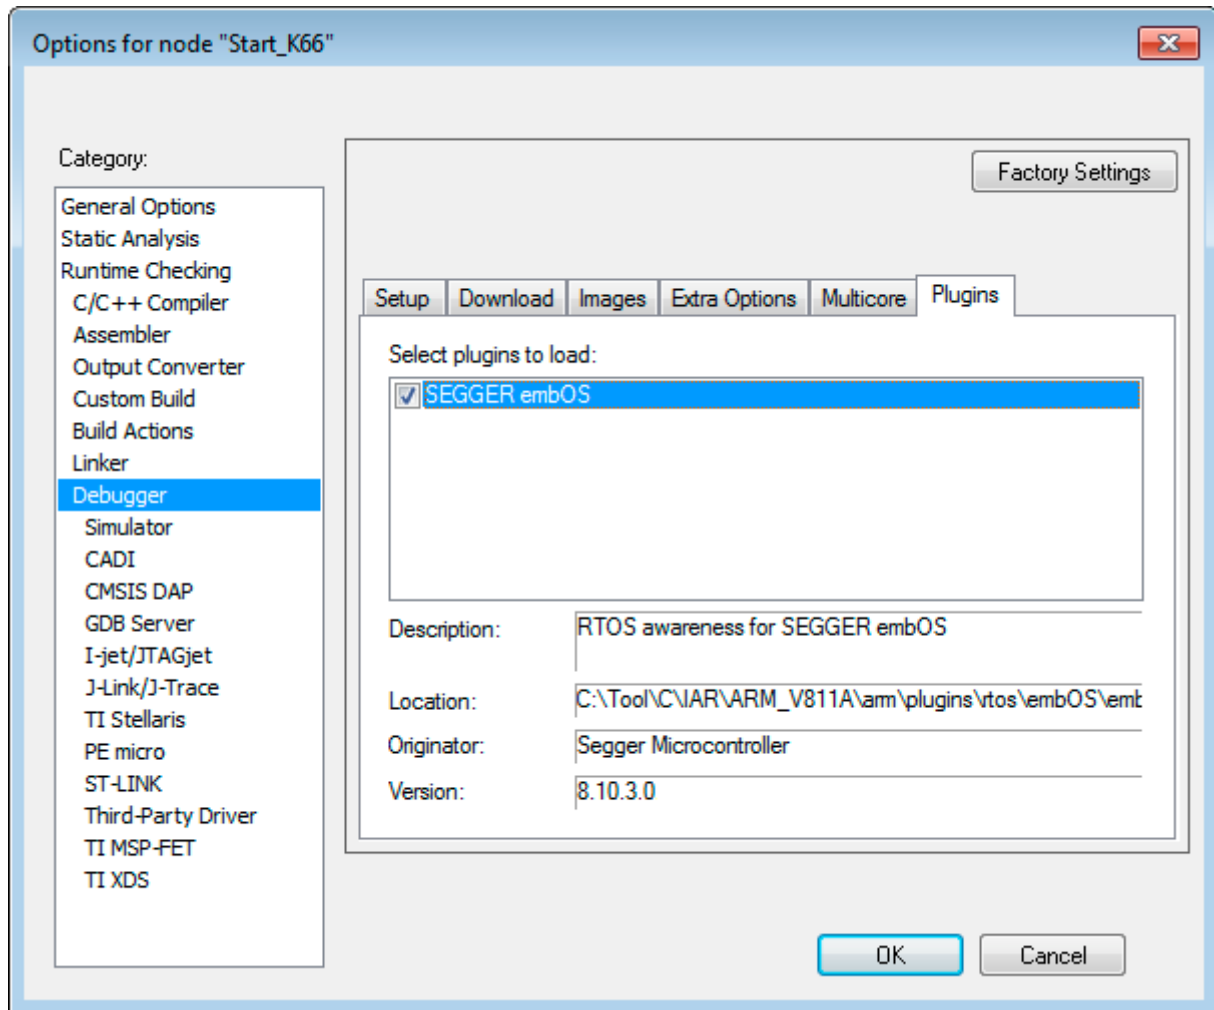 Options for node "Start_K66"
Category:
General Options
Static Analysis
Runtime Checking
C/C++ Compiler
Assembler
Output Converter
Custom Build
Build Actions
Linker
Debugger
Simulator
CADI
CMSIS DAP
GDB Server
I-jet/JTAGjet
J-Link/J-Trace
TI Stellaris
PE micro
ST-LINK
Third-Party Driver
TI MSP-FET
TI XDS
Factory Settings
Setup Download Images Extra Options Multicore Plugins
Select plugins to load:
SEGGER embOS
Description: RTOS awareness for SEGGER embOS
Location: C:\Tool\C\IAR\ARM_V811A\arm\plugins\rtos\embOS\emb
Originator: Segger Microcontroller
Version: 8.10.3.0
OK Cancel